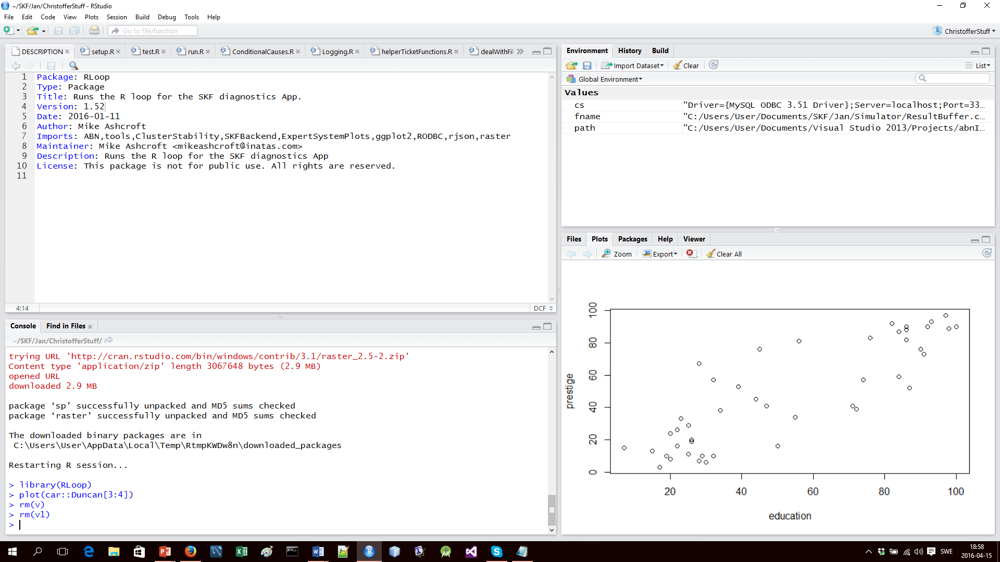 ~/SKF/Jan/ChristofferStuff - RStudio
File Edit Code View Plots Session Build Debug Tools Help
Go to file/function
ChristofferStuff
DESCRIPTION setup.R test.R run.R ConditionalCauses.R Logging.R helperTicketFunctions.R dealWithFil
1 Package: RLoop
2 Type: Package
3 Title: Runs the R loop for the SKF diagnostics App.
4 Version: 1.52
5 Date: 2016-01-11
6 Author: Mike Ashcroft
7 Imports: ABN,tools,ClusterStability,SKFBackend,ExpertSystemPlots,ggplot2,RODBC,rjson,raster
8 Maintainer: Mike Ashcroft <mikeashcroft@inatas.com>
9 Description: Runs the R loop for the SKF diagnostics App
10 License: This package is not for public use. All rights are reserved.
11
4:14 DCF
Console Find in Files
~/SKF/Jan/ChristofferStuff/
trying URL 'http://cran.rstudio.com/bin/windows/contrib/3.1/raster_2.5-2.zip'
Content type 'application/zip' length 3067648 bytes (2.9 MB)
opened URL
downloaded 2.9 MB
package ‘sp’ successfully unpacked and MD5 sums checked
package ‘raster’ successfully unpacked and MD5 sums checked
The downloaded binary packages are in
C:\Users\User\AppData\Local\Temp\RtmpKWDw8n\downloaded_packages
Restarting R session...
> library(RLoop)
> plot(car::Duncan[3:4])
> rm(v)
> rm(v1)
>
Environment History Build
Import Dataset Clear List
Global Environment
Values
cs "Driver={MySQL ODBC 3.51 Driver};Server=localhost;Port=33...
fname "C:/Users/User/Documents/SKF/Jan/Simulator/ResultBuffer.c...
path "C:/Users/User/Documents/Visual Studio 2013/Projects/abnI...
Files Plots Packages Help Viewer
Zoom Export Clear All
prestige
100
80
60
40
20
0
20 40 60 80 100
education
SWE
18:58
2016-04-15